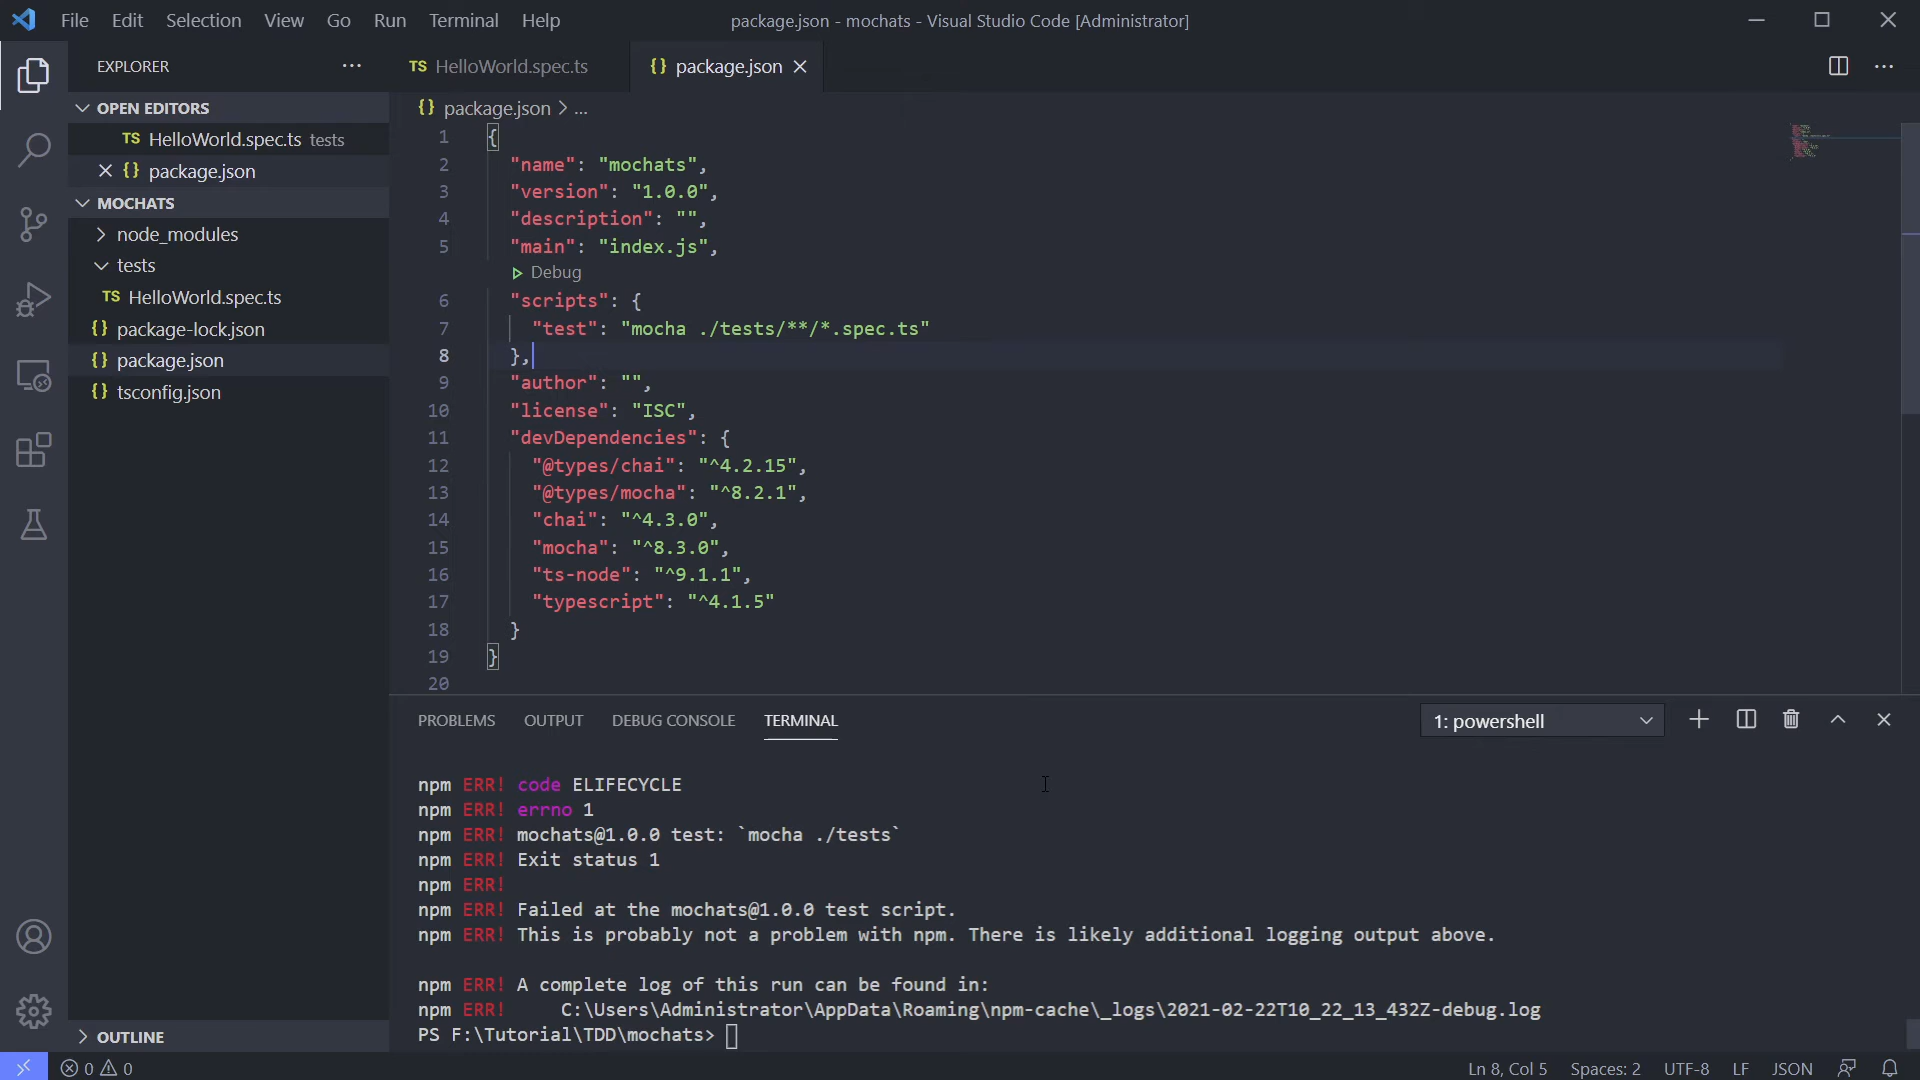 File Edit Selection View Go Run Terminal Help package.json - mochats - Visual Studio Code [Administrator]
EXPLORER ...
TS HelloWorld.spec.ts {} package.json
OPEN EDITORS
TS HelloWorld.spec.ts tests
{} package.json
MOCHATS
node_modules
tests
TS HelloWorld.spec.ts
{} package-lock.json
{} package.json
{} tsconfig.json
OUTLINE
{} package.json > ...
1 {
2 "name": "mochats",
3 "version": "1.0.0",
4 "description": "",
5 "main": "index.js",
Debug
6 "scripts": {
7 "test": "mocha ./tests/**/*.spec.ts"
8 },
9 "author": "",
10 "license": "ISC",
11 "devDependencies": {
12 "@types/chai": "^4.2.15",
13 "@types/mocha": "^8.2.1",
14 "chai": "^4.3.0",
15 "mocha": "^8.3.0",
16 "ts-node": "^9.1.1",
17 "typescript": "^4.1.5"
18 }
19 }
20
PROBLEMS OUTPUT DEBUG CONSOLE TERMINAL 1: powershell
npm ERR! code ELIFECYCLE
npm ERR! errno 1
npm ERR! mochats@1.0.0 test: `mocha ./tests`
npm ERR! Exit status 1
npm ERR!
npm ERR! Failed at the mochats@1.0.0 test script.
npm ERR! This is probably not a problem with npm. There is likely additional logging output above.
npm ERR! A complete log of this run can be found in:
npm ERR!     C:\Users\Administrator\AppData\Roaming\npm-cache\_logs\2021-02-22T10_22_13_432Z-debug.log
PS F:\Tutorial\TDD\mochats>
0 0 Ln 8, Col 5 Spaces: 2 UTF-8 LF JSON